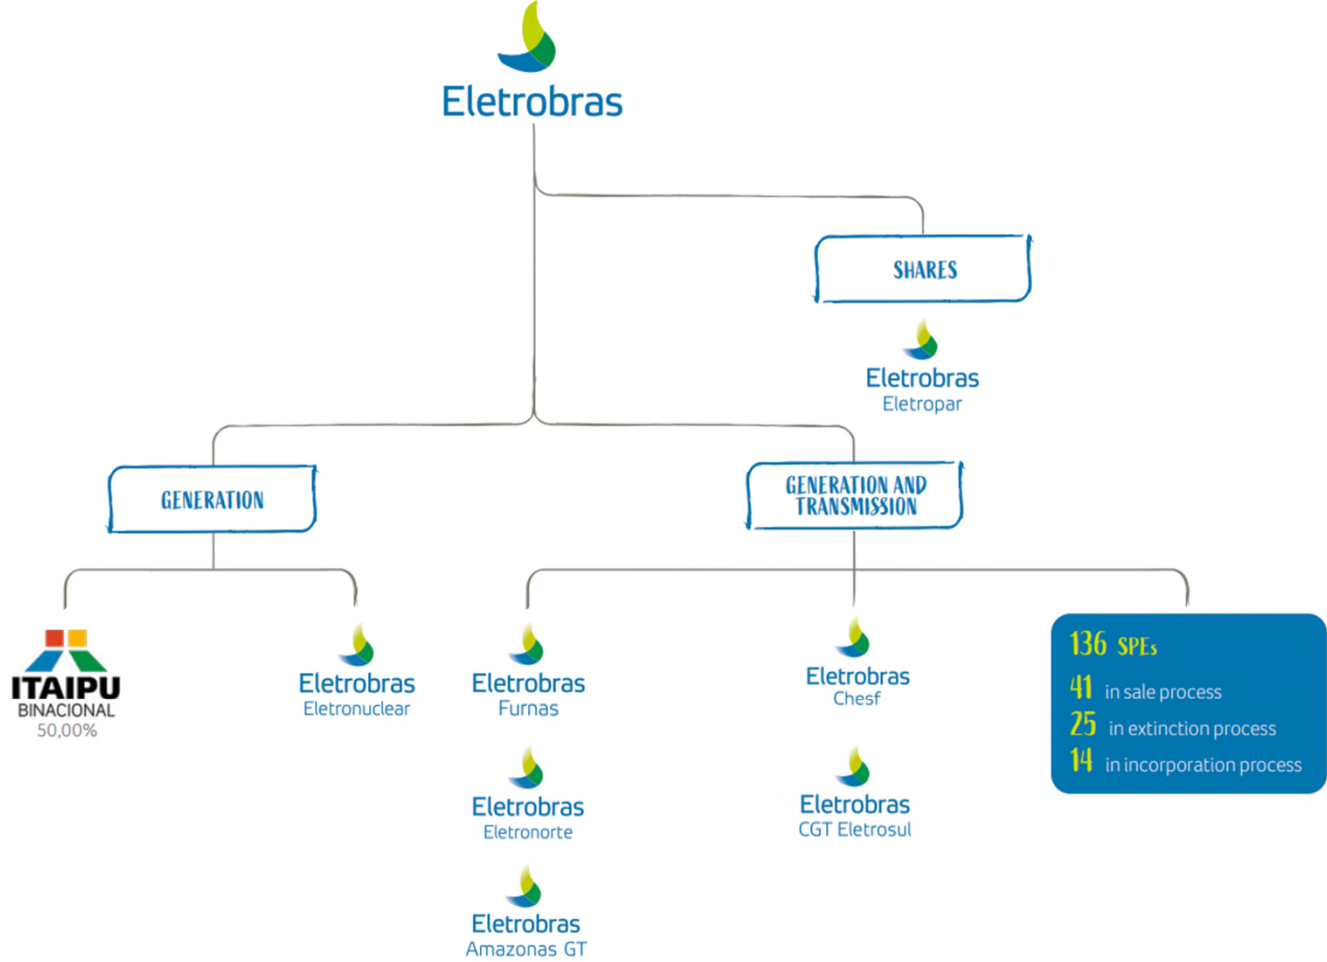 Eletrobras
SHARES
Eletrobras
Eletropar
GENERATION
GENERATION AND
TRANSMISSION
ITAIPU
BINACIONAL
50,00%
Eletrobras
Eletronuclear
Eletrobras
Furnas
Eletrobras
Eletronorte
Eletrobras
Amazonas GT
Eletrobras
Chesf
Eletrobras
CGT Eletrosul
136 SPEs
41 in sale process
25 in extinction process
14 in incorporation process